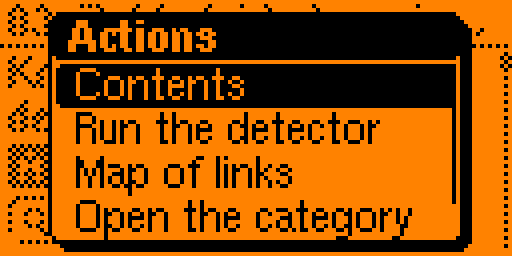 Actions
Contents
Run the detector
Map of links
Open the category